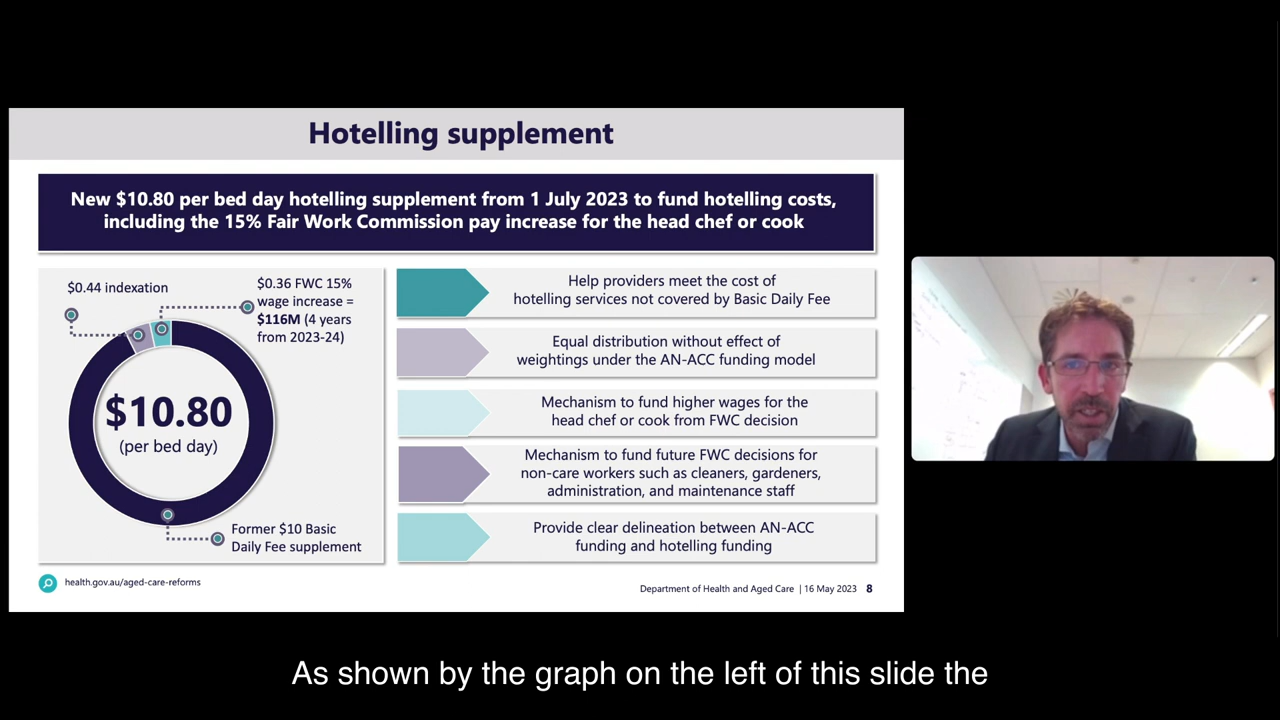 Hotelling supplement
New $10.80 per bed day hotelling supplement from 1 July 2023 to fund hotelling costs,
including the 15% Fair Work Commission pay increase for the head chef or cook
$0.44 indexation
$0.36 FWC 15%
wage increase =
$116M (4 years
from 2023-24)
$10.80
(per bed day)
Former $10 Basic
Daily Fee supplement
Help providers meet the cost of
hotelling services not covered by Basic Daily Fee
Equal distribution without effect of
weightings under the AN-ACC funding model
Mechanism to fund higher wages for the
head chef or cook from FWC decision
Mechanism to fund future FWC decisions for
non-care workers such as cleaners, gardeners,
administration, and maintenance staff
Provide clear delineation between AN-ACC
funding and hotelling funding
health.gov.au/aged-care-reforms
Department of Health and Aged Care | 16 May 2023 8
As shown by the graph on the left of this slide the